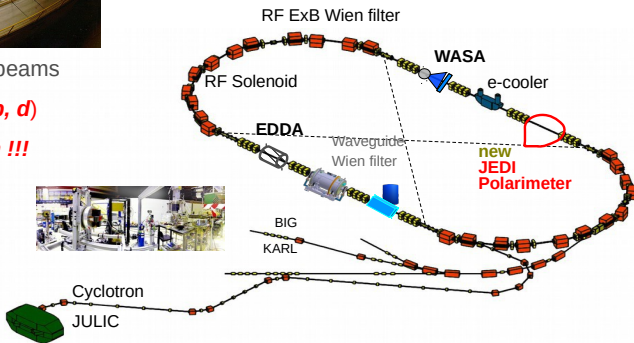 RF ExB Wien filter
beams
WASA
RF Solenoid
e-cooler
p, d)
!!!
EDDA
Waveguide
Wien filter
new
JEDI
Polarimeter
BIG
KARL
Cyclotron
JULIC